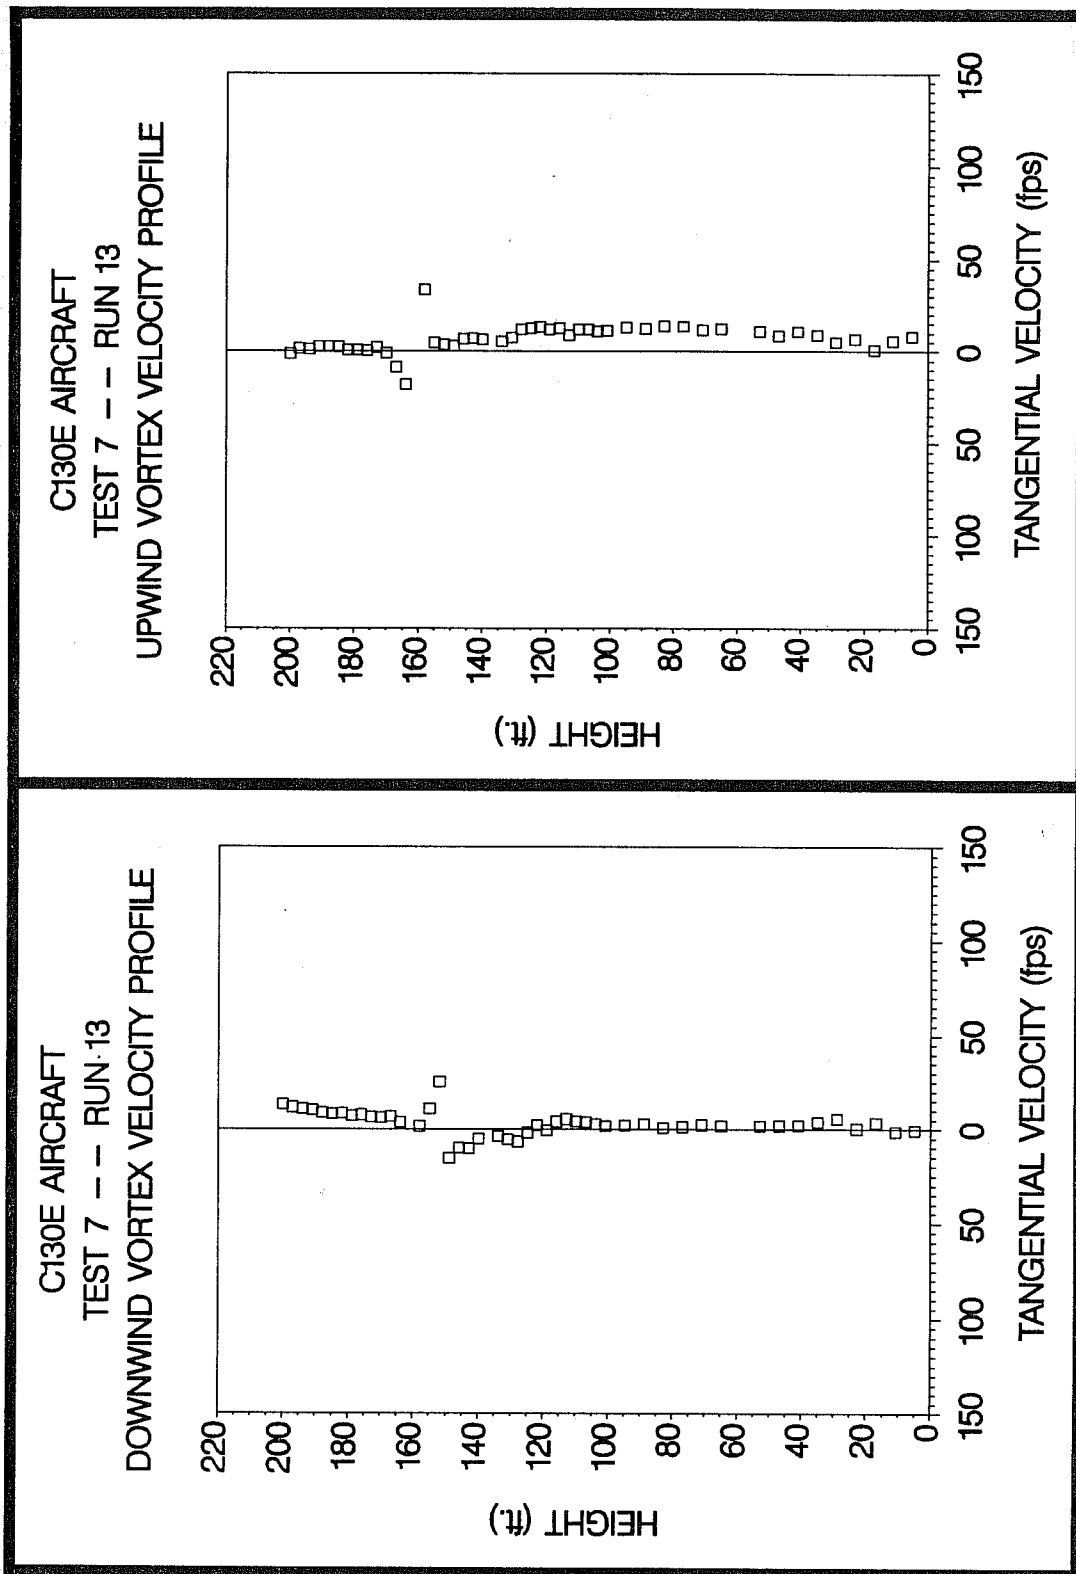 C130E AIRCRAFT
TEST 7 -- RUN 13
DOWNWIND VORTEX VELOCITY PROFILE
HEIGHT (ft.)
220
200
180
160
140
120
100
80
60
40
20
0
150 100 50 0 50 100 150
TANGENTIAL VELOCITY (fps)
C130E AIRCRAFT
TEST 7 -- RUN 13
UPWIND VORTEX VELOCITY PROFILE
HEIGHT (ft.)
220
200
180
160
140
120
100
80
60
40
20
0
150 100 50 0 50 100 150
TANGENTIAL VELOCITY (fps)